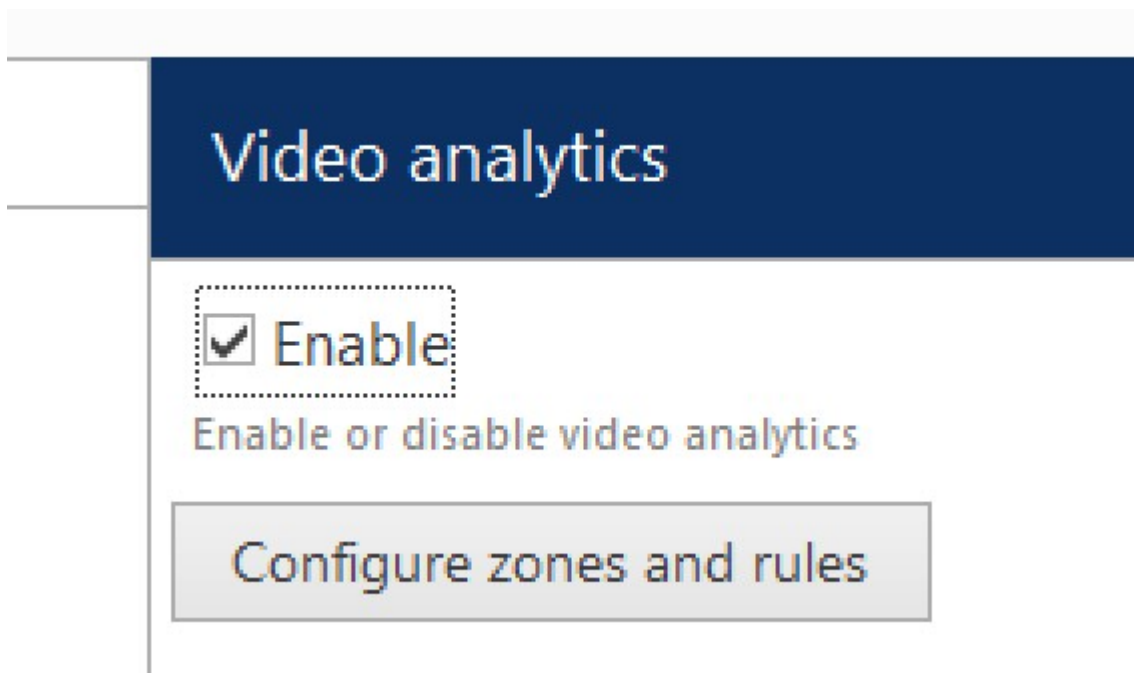 Video analytics
Enable
Enable or disable video analytics
Configure zones and rules